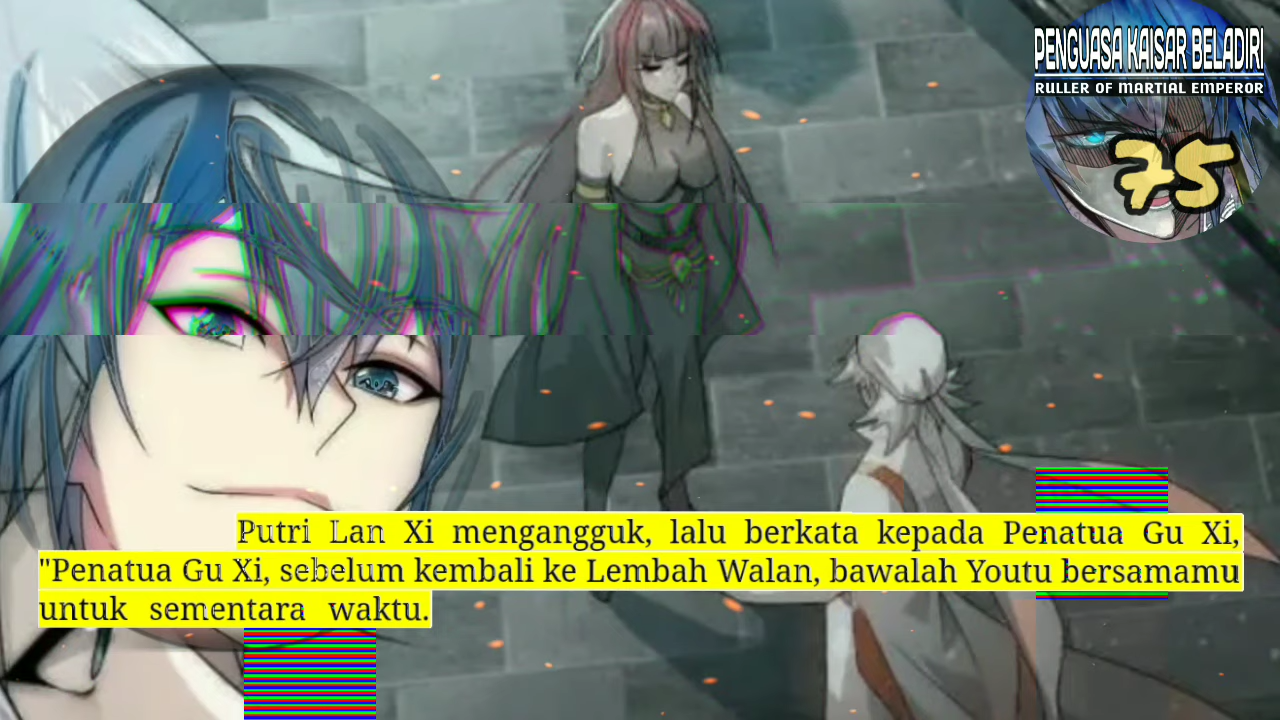 PENGUASA KAISAR BELADIRI
RULLER OF MARTIAL EMPEROR
75
Putri Lan Xi mengangguk, lalu berkata kepada Penatua Gu Xi,
"Penatua Gu Xi, sebelum kembali ke Lembah Walan, bawalah Youtu bersamamu
untuk sementara waktu.